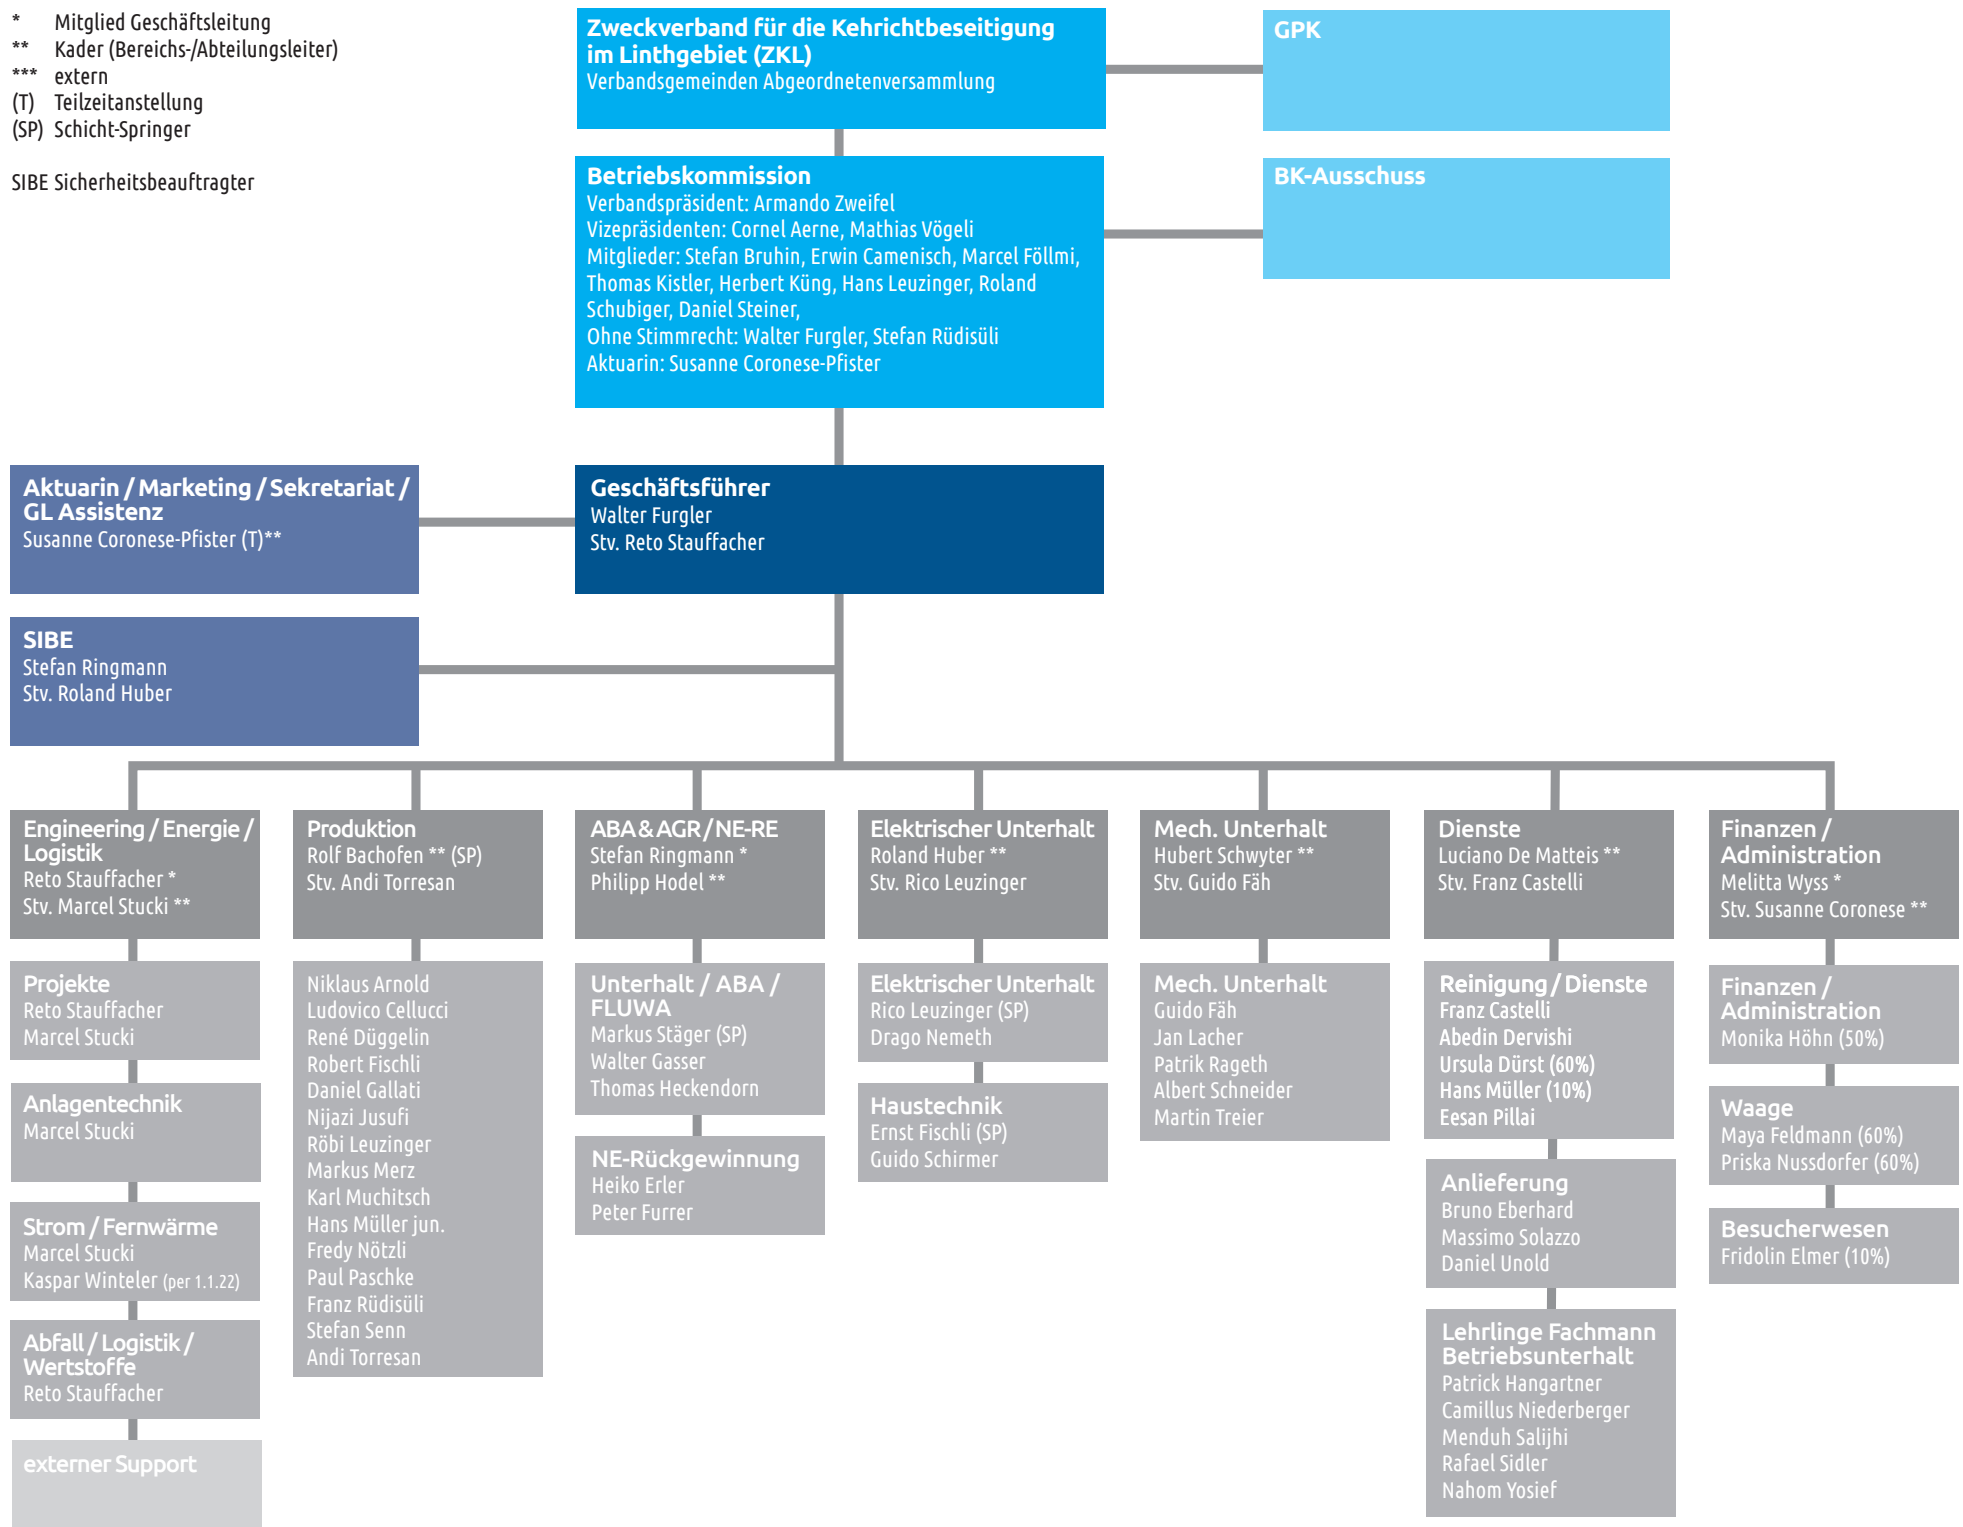 * Mitglied Geschäftsleitung
** Kader (Bereichs-/Abteilungsleiter)
*** extern
(T) Teilzeitanstellung
(SP) Schicht-Springer
SIBE Sicherheitsbeauftragter
Zweckverband für die Kehrichtbeseitigung
im Linthgebiet (ZKL)
Verbandsgemeinden Abgeordnetenversammlung
GPK
Betriebskommission
Verbandspräsident: Armando Zweifel
Vizepräsidenten: Cornel Aerne, Mathias Vögeli
Mitglieder: Stefan Bruhin, Erwin Camenisch, Marcel Föllmi,
Thomas Kistler, Herbert Küng, Hans Leuzinger, Roland
Schubiger, Daniel Steiner,
Ohne Stimmrecht: Walter Furgler, Stefan Rüdisüli
Aktuarin: Susanne Coronese-Pfister
BK-Ausschuss
Aktuarin / Marketing / Sekretariat /
GL Assistenz
Susanne Coronese-Pfister (T)**
Geschäftsführer
Walter Furgler
Stv. Reto Stauffacher
SIBE
Stefan Ringmann
Stv. Roland Huber
Engineering / Energie /
Logistik
Reto Stauffacher *
Stv. Marcel Stucki **
Projekte
Reto Stauffacher
Marcel Stucki
Anlagentechnik
Marcel Stucki
Strom / Fernwärme
Marcel Stucki
Kaspar Winteler (per 1.1.22)
Abfall / Logistik /
Wertstoffe
Reto Stauffacher
externer Support
Produktion
Rolf Bachofen ** (SP)
Stv. Andi Torresan
Niklaus Arnold
Ludovico Cellucci
René Düggelin
Robert Fischli
Daniel Gallati
Nijazi Jusufi
Röbi Leuzinger
Markus Merz
Karl Muchitsch
Hans Müller jun.
Fredy Nötzli
Paul Paschke
Franz Rüdisüli
Stefan Senn
Andi Torresan
ABA & AGR / NE-RE
Stefan Ringmann *
Philipp Hodel **
Unterhalt / ABA /
FLUWA
Markus Stäger (SP)
Walter Gasser
Thomas Heckendorn
NE-Rückgewinnung
Heiko Erler
Peter Furrer
Elektrischer Unterhalt
Roland Huber **
Stv. Rico Leuzinger
Elektrischer Unterhalt
Rico Leuzinger (SP)
Drago Nemeth
Haustechnik
Ernst Fischli (SP)
Guido Schirmer
Mech. Unterhalt
Hubert Schwyter **
Stv. Guido Fäh
Mech. Unterhalt
Guido Fäh
Jan Lacher
Patrik Rageth
Albert Schneider
Martin Treier
Dienste
Luciano De Matteis **
Stv. Franz Castelli
Reinigung / Dienste
Franz Castelli
Abedin Dervishi
Ursula Dürst (60%)
Hans Müller (10%)
Eesan Pillai
Anlieferung
Bruno Eberhard
Massimo Solazzo
Daniel Unold
Lehrlinge Fachmann
Betriebsunterhalt
Patrick Hangartner
Camillus Niederberger
Menduh Salijhi
Rafael Sidler
Nahom Yosief
Finanzen /
Administration
Melitta Wyss *
Stv. Susanne Coronese **
Finanzen /
Administration
Monika Höhn (50%)
Waage
Maya Feldmann (60%)
Priska Nussdorfer (60%)
Besucherwesen
Fridolin Elmer (10%)